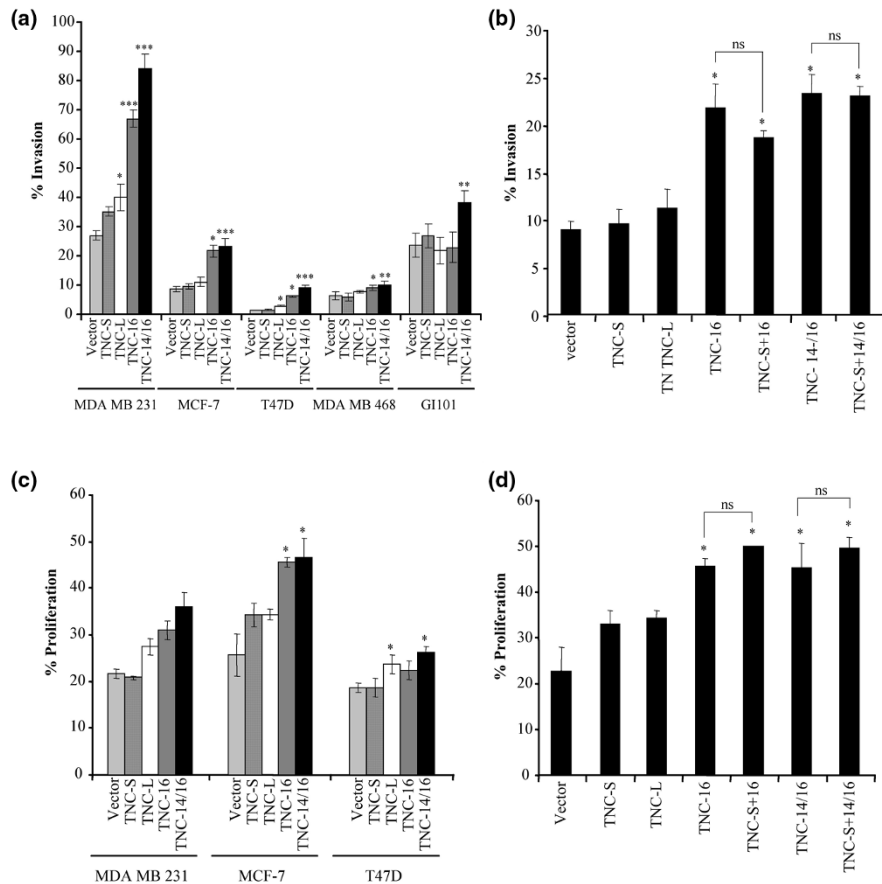 (a)
% Invasion
100
90
80
70
60
50
40
30
20
10
0
*
***
***
*
***
*
*
***
*
**
**
Vector
TNC-S
TNC-L
TNC-16
TNC-14/16
Vector
TNC-S
TNC-L
TNC-16
TNC-14/16
Vector
TNC-S
TNC-L
TNC-16
TNC-14/16
Vector
TNC-S
TNC-L
TNC-16
TNC-14/16
Vector
TNC-S
TNC-L
TNC-16
TNC-14/16
MDA MB 231
MCF-7
T47D
MDA MB 468
GI101
(b)
% Invasion
30
25
20
15
10
5
0
ns
ns
*
*
*
*
vector
TNC-S
TN TNC-L
TNC-16
TNC-S+16
TNC- 14-/16
TNC-S+14/16
(c)
% Proliferation
60
50
40
30
20
10
0
*
*
*
*
Vector
TNC-S
TNC-L
TNC-16
TNC-14/16
Vector
TNC-S
TNC-L
TNC-16
TNC-14/16
Vector
TNC-S
TNC-L
TNC-16
TNC-14/16
MDA MB 231
MCF-7
T47D
(d)
% Proliferation
60
50
40
30
20
10
0
ns
ns
*
*
*
*
Vector
TNC-S
TNC-L
TNC-16
TNC-S+16
TNC-14/16
TNC-S+14/16